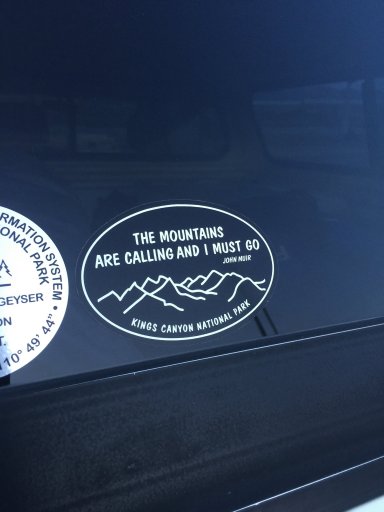 THE MOUNTAINS
ARE CALLING AND I MUST GO
JOHN MUIR
KINGS CANYON NATIONAL PARK
RMATION SYSTEM •
ONAL PARK
GEYSER
ON
T.
110° 49' 44"